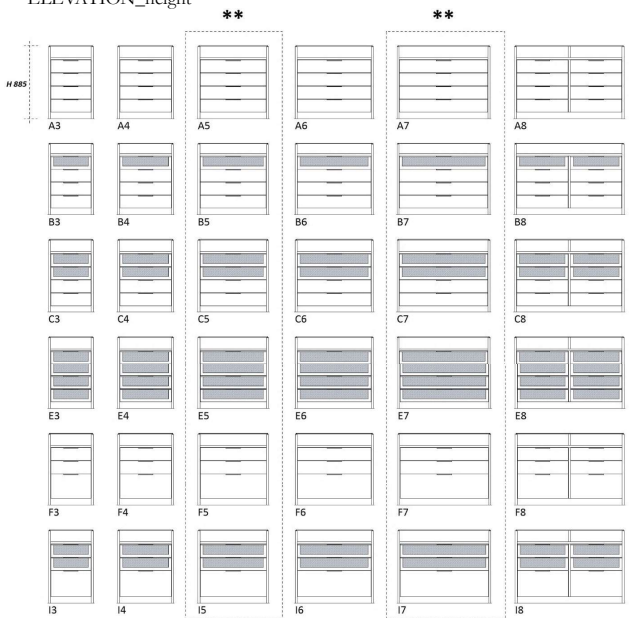 ELEVATION_height
** **
H 885
A3 A4 A5 A6 A7 A8
B3 B4 B5 B6 B7 B8
C3 C4 C5 C6 C7 C8
E3 E4 E5 E6 E7 E8
F3 F4 F5 F6 F7 F8
I3 I4 I5 I6 I7 I8